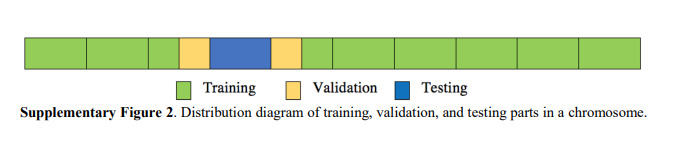 Training Validation Testing
Supplementary Figure 2. Distribution diagram of training, validation, and testing parts in a chromosome.